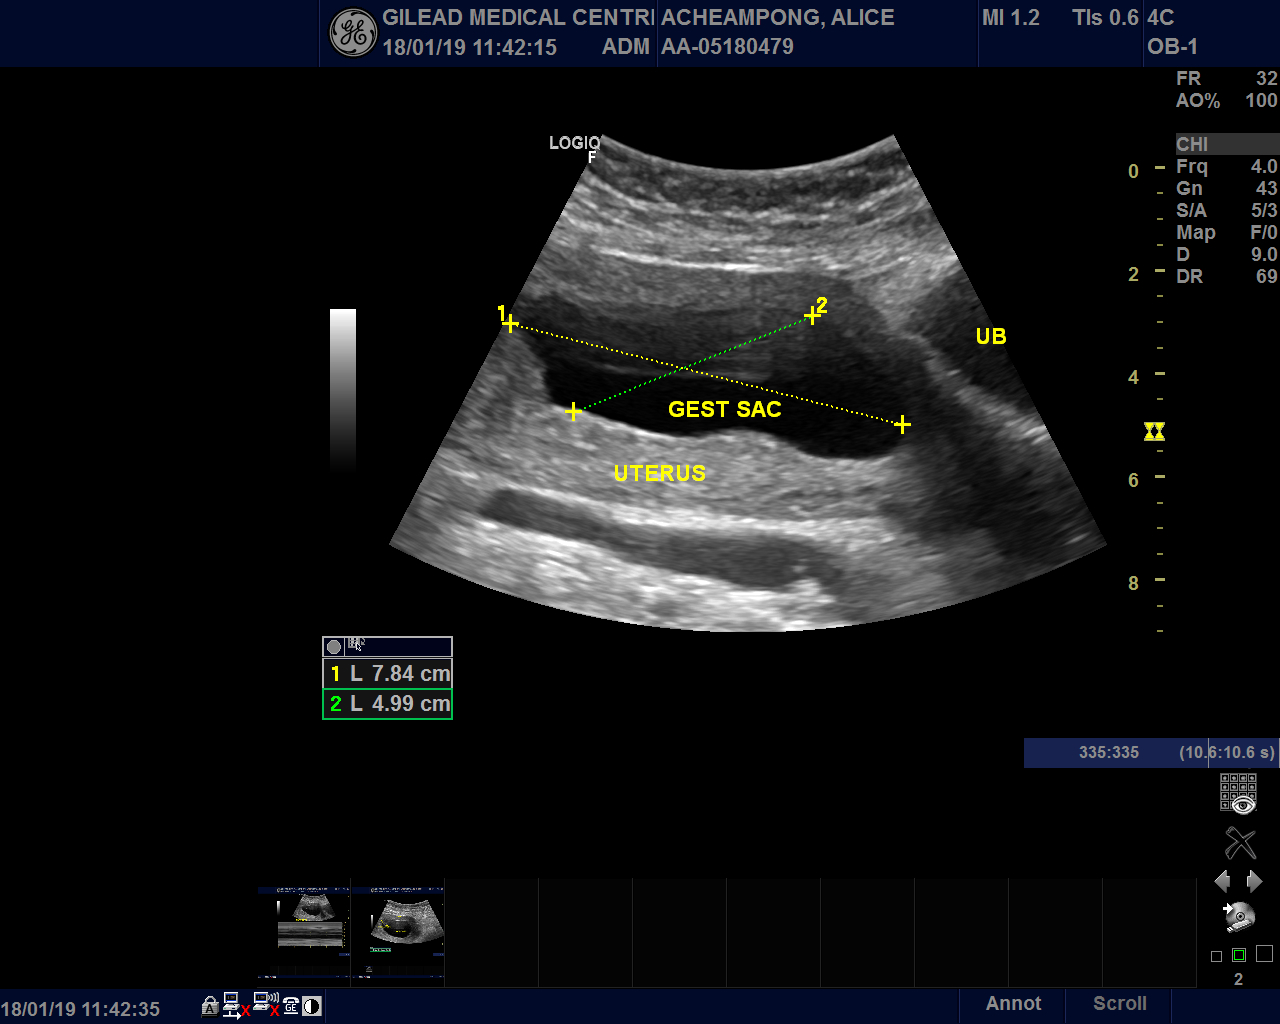 GILEAD MEDICAL CENTR
18/01/19 11:42:15 ADM
ACHEAMPONG, ALICE
AA-05180479
MI 1.2 TIs 0.6
4C
OB-1
FR 32
AO% 100
CHI
Frq 4.0
Gn 43
S/A 5/3
Map F/0
D 9.0
DR 69
LOGIQ
F
0
2
4
6
8
1
2
UB
GEST SAC
UTERUS
1 L 7.84 cm
2 L 4.99 cm
335:335 (10.6:10.6 s)
2
18/01/19 11:42:35
A
GE
Annot
Scroll